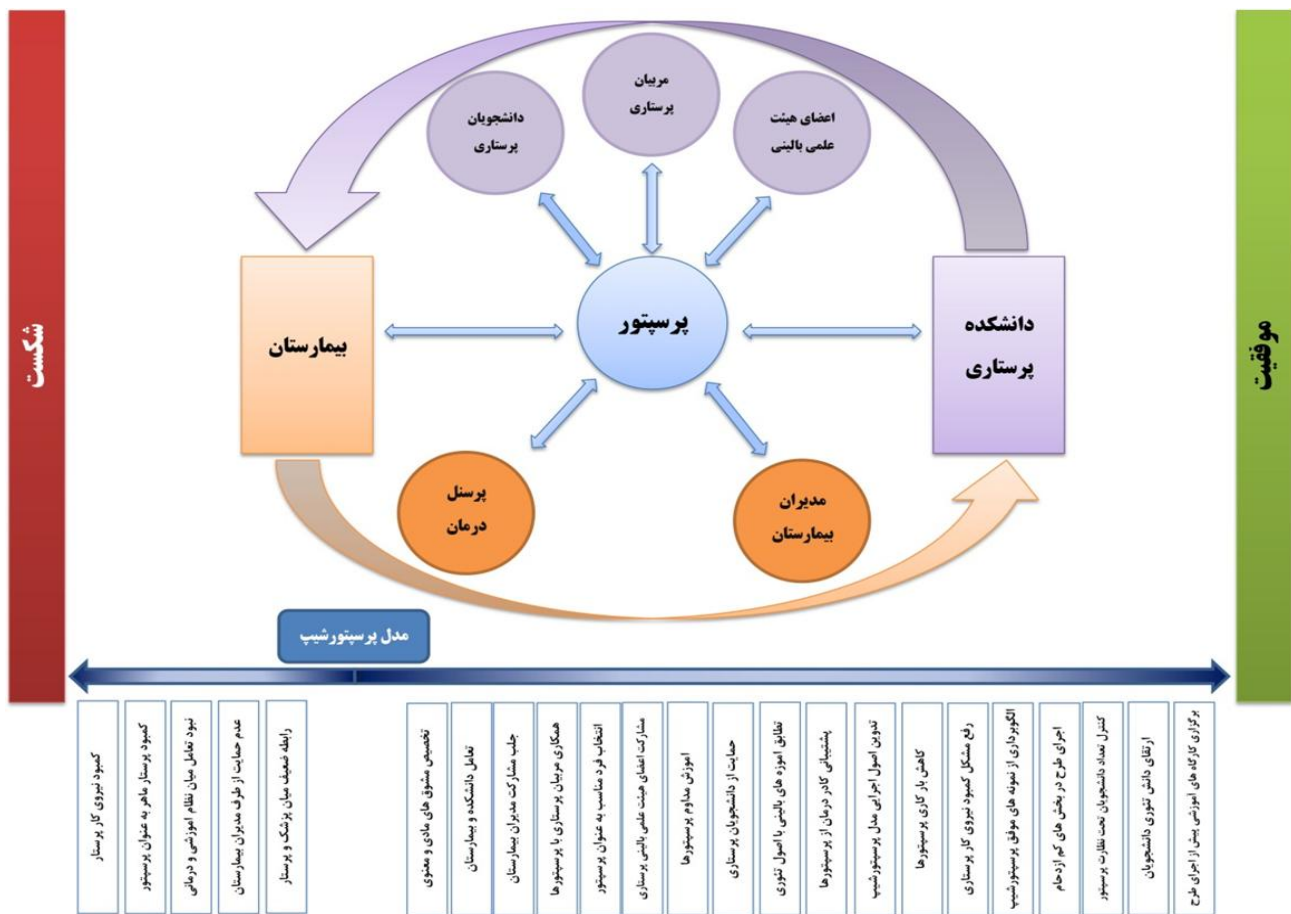 موفقیت
شکست
اعضای هیئت
علمی بالینی
مربیان
پرستاری
دانشجویان
پرستاری
دانشکده
پرستاری
پرسپتور
بیمارستان
مدیران
بیمارستان
پرسنل
درمان
مدل پرسپتورشیپ
برگزاری کارگاه های آموزشی پیش از اجرای طرح
ارتقای دانش تئوری دانشجویان
کنترل تعداد دانشجویان تحت نظارت پرسپتور
اجرای طرح در بخش های کم ازدحام
الگوبرداری از نمونه های موفق پرسپتورشیپ
رفع مشکل کمبود نیروی کار پرستاری
کاهش بار کاری پرسپتورها
تدوین اصول اجرایی مدل پرسپتورشیپ
پشتیبانی کادر درمان از پرسپتورها
تطابق اموزه های بالینی با اصول تئوری
حمایت از دانشجویان پرستاری
اموزش مداوم پرسپتورها
مشارکت اعضای هیئت علمی بالینی پرستاری
انتخاب فرد مناسب به عنوان پرسپتور
همکاری مربیان پرستاری با پرسپتورها
جلب مشارکت مدیران بیمارستان
تعامل دانشکده و بیمارستان
تخصیص مشوق های مادی و معنوی
رابطه ضعیف میان پزشک و پرستار
عدم حمایت از طرف مدیران بیمارستان
نبود تعامل میان نظام اموزشی و درمانی
کمبود پرستار ماهر به عنوان پرسپتور
کمبود نیروی کار پرستار